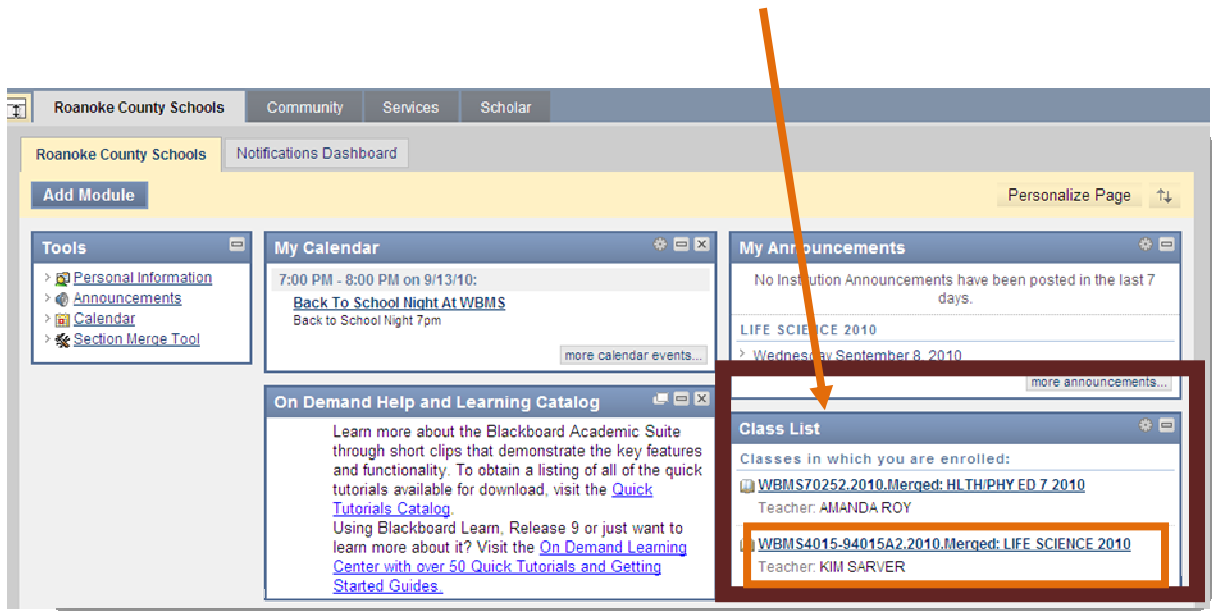 Roanoke County Schools Community Services Scholar
Roanoke County Schools Notifications Dashboard
Add Module Personalize Page
Tools
Personal Information
Announcements
Calendar
Section Merge Tool
My Calendar
7:00 PM - 8:00 PM on 9/13/10:
Back To School Night At WBMS
Back to School Night 7pm
more calendar events...
On Demand Help and Learning Catalog
Learn more about the Blackboard Academic Suite
through short clips that demonstrate the key features
and functionality. To obtain a listing of all of the quick
tutorials available for download, visit the Quick
Tutorials Catalog.
Using Blackboard Learn, Release 9 or just want to
learn more about it? Visit the On Demand Learning
Center with over 50 Quick Tutorials and Getting
Started Guides.
My Announcements
No Institution Announcements have been posted in the last 7
days.
LIFE SCIENCE 2010
Wednesday September 8, 2010
more announcements...
Class List
Classes in which you are enrolled:
WBMS70252.2010.Merged: HLTH/PHY ED 7 2010
Teacher: AMANDA ROY
WBMS4015-94015A2.2010.Merged: LIFE SCIENCE 2010
Teacher: KIM SARVER